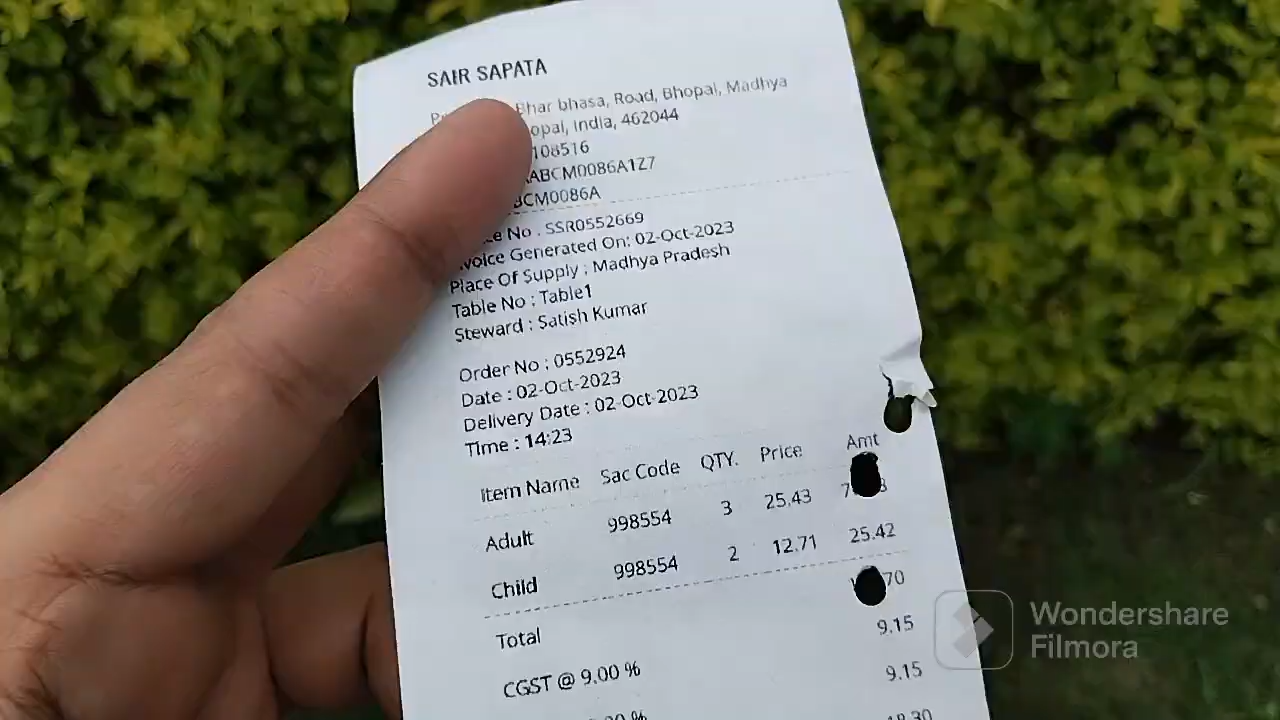 SAIR SAPATA
Bhar bhasa, Road, Bhopal, Madhya
opal, India, 462044
108516
ABCM0086A1Z7
BCM0086A
ce No . SSR0552669
voice Generated On: 02-Oct-2023
Place Of Supply : Madhya Pradesh
Table No : Table1
Steward : Satish Kumar
Order No : 0552924
Date : 02-Oct-2023
Delivery Date : 02-Oct-2023
Time : 14:23
Item Name Sac Code QTY. Price Amt
Adult 998554 3 25.43
Child 998554 2 12.71 25.42
Total 70
CGST @ 9.00 % 9.15
9.15
18.30
Wondershare
Filmora